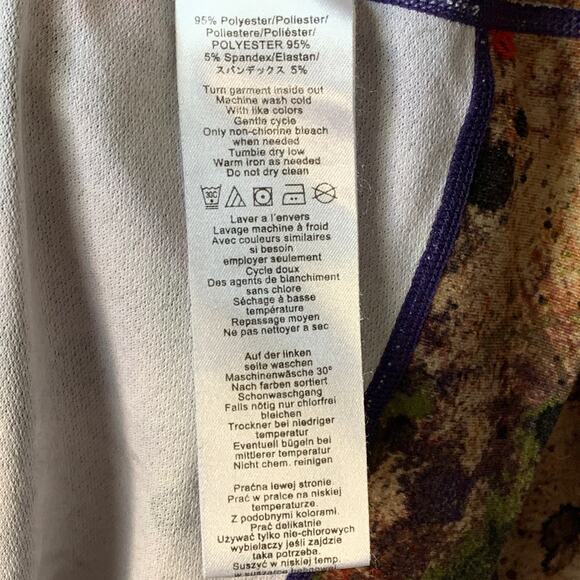 95% Polyester/Poliester/
Poliestere/Poliéster/
POLYESTER 95%
5% Spandex/Elastan/
スパンデックス 5%
Turn garment inside out
Machine wash cold
With like colors
Gentle cycle
Only non-chlorine bleach
when needed
Tumble dry low
Warm iron as needed
Do not dry clean
30C
Laver a l'envers
Lavage machine à froid
Avec couleurs similaires
si besoin
employer seulement
Cycle doux
Des agents de blanchiment
sans chlore
Séchage à basse
température
Repassage moyen
Ne pas nettoyer a sec
Auf der linken
seite waschen
Maschinenwäsche 30°
Nach farben sortiert
Schonwaschgang
Falls nötig nur chlorfrei
bleichen
Trockner bei niedriger
temperatur
Eventuell bügeln bei
mittlerer temperatur
Nicht chem. reinigen
Praćna lewej stronie
Prać w pralce na niskiej
temperaturze.
Z podobnymi kolorami.
Prać delikatnie
Używać tylko nie-chlorowych
wybielaczy jeśli zajdzie
taka potrzeba.
Suszyć w niskiej temp.
w suszarce